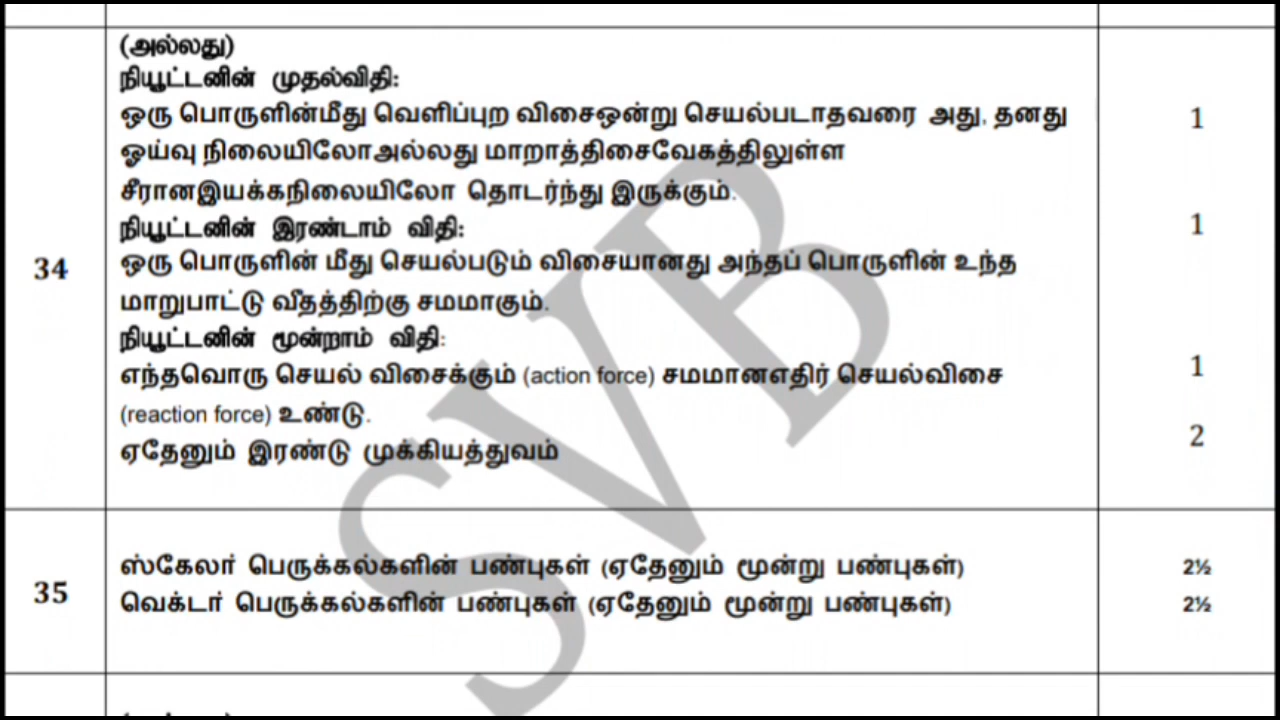 (அல்லது)
நியூட்டனின் முதல்விதி:
ஒரு பொருளின்மீது வெளிப்புற விசைஒன்று செயல்படாதவரை அது, தனது
1
ஓய்வு நிலையிலோஅல்லது மாறாத்திசைவேகத்திலுள்ள
சீரானஇயக்கநிலையிலோ தொடர்ந்து இருக்கும்.
நியூட்டனின் இரண்டாம் விதி:
1
34
ஒரு பொருளின் மீது செயல்படும் விசையானது அந்தப் பொருளின் உந்த
மாறுபாட்டு வீதத்திற்கு சமமாகும்.
நியூட்டனின் மூன்றாம் விதி:
எந்தவொரு செயல் விசைக்கும் (action force) சமமானஎதிர் செயல்விசை
1
(reaction force) உண்டு.
ஏதேனும் இரண்டு முக்கியத்துவம்
2
35
ஸ்கேலர் பெருக்கல்களின் பண்புகள் (ஏதேனும் மூன்று பண்புகள்)
2½
வெக்டர் பெருக்கல்களின் பண்புகள் (ஏதேனும் மூன்று பண்புகள்)
2½
SVB